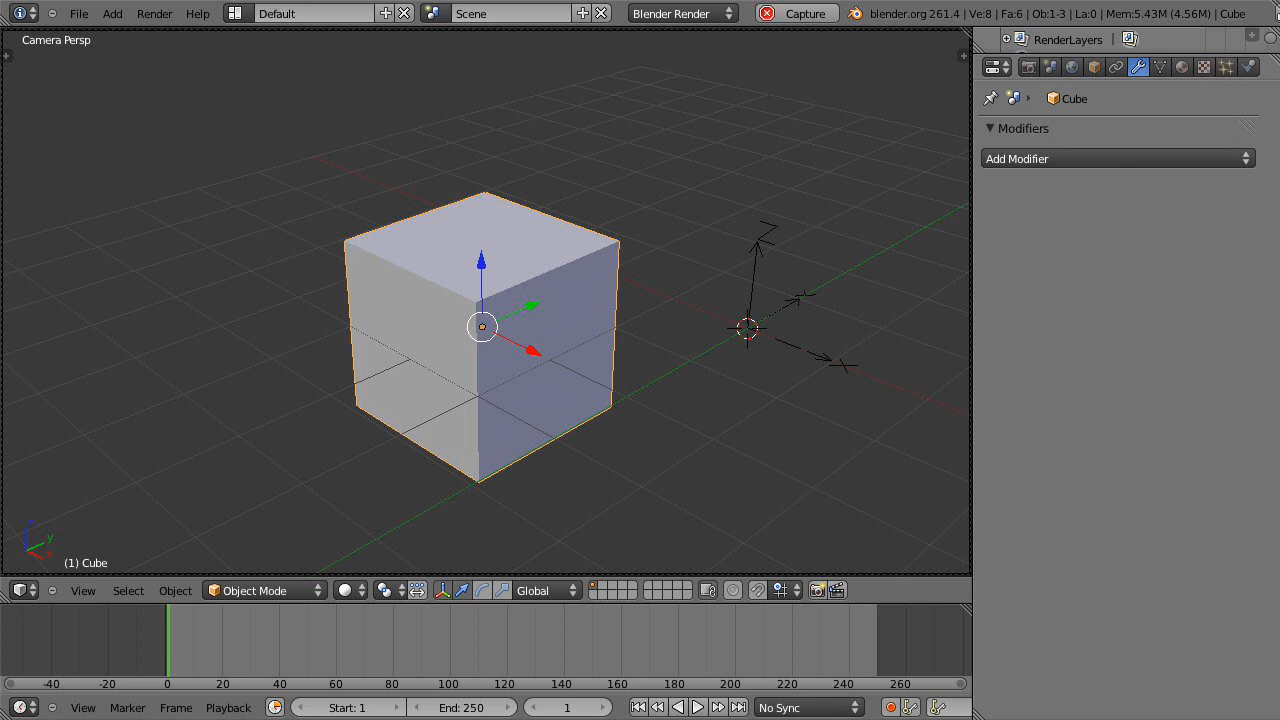 File Add Render Help Default Scene Blender Render Capture blender.org 261.4 | Ve:8 | Fa:6 | Ob:1-3 | La:0 | Mem:5.43M (4.56M) | Cube
Camera Persp
RenderLayers
Cube
Modifiers
Add Modifier
Z
X
z
y
x
(1) Cube
View Select Object Object Mode Global
-40 -20 0 20 40 60 80 100 120 140 160 180 200 220 240 260
View Marker Frame Playback Start: 1 End: 250 1 No Sync